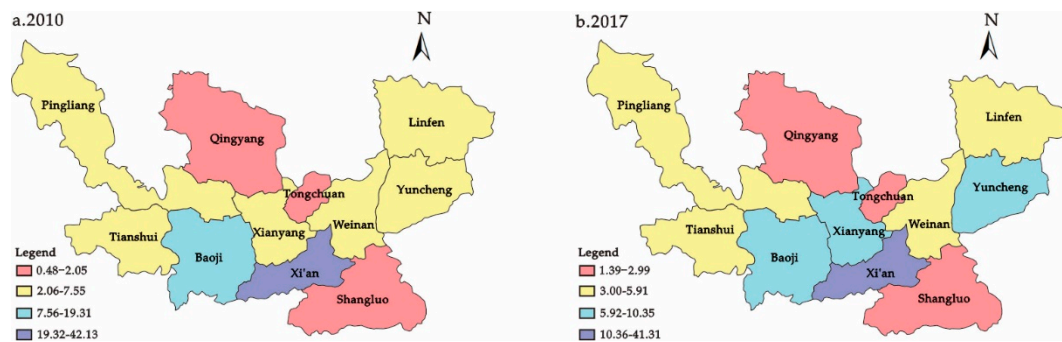 a.2010
N
Pingliang
Linfen
Qingyang
Tongchuan
Yuncheng
Weinan
Tianshui
Xianyang
Baoji
Xi'an
Shangluo
Legend
0.48–2.05
2.06-7.55
7.56-19.31
19.32-42.13
b.2017
N
Pingliang
Linfen
Qingyang
Tongchuan
Yuncheng
Weinan
Tianshui
Xianyang
Baoji
Xi'an
Shangluo
Legend
1.39–2.99
3.00-5.91
5.92-10.35
10.36-41.31